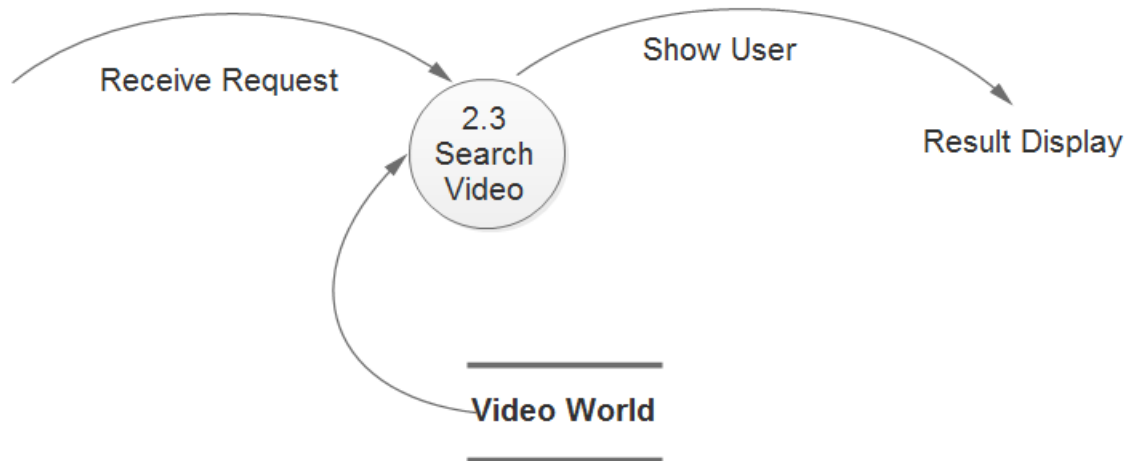 Receive Request
2.3
Search
Video
Show User
Result Display
Video World